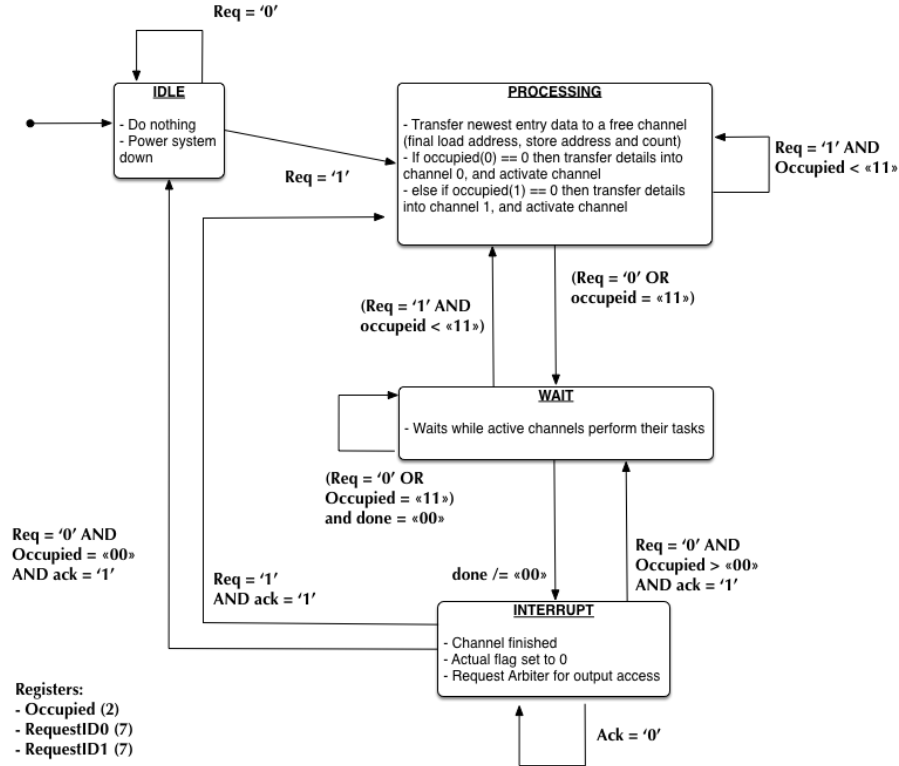 Req = ‘0’
IDLE
- Do nothing
- Power system
down
Req = ‘1’
PROCESSING
- Transfer newest entry data to a free channel
(final load address, store address and count)
- If occupied(0) == 0 then transfer details into
channel 0, and activate channel
- else if occupied(1) == 0 then transfer details
into channel 1, and activate channel
Req = ‘1’ AND
Occupied < «11»
(Req = ‘1’ AND
occupeid < «11»)
(Req = ‘0’ OR
occupeid = «11»)
WAIT
- Waits while active channels perform their tasks
(Req = ‘0’ OR
Occupied = «11»)
and done = «00»
Req = ‘0’ AND
Occupied = «00»
AND ack = ‘1’
Req = ‘1’
AND ack = ‘1’
done /= «00»
Req = ‘0’ AND
Occupied > «00»
AND ack = ‘1’
INTERRUPT
- Channel finished
- Actual flag set to 0
- Request Arbiter for output access
Ack = ‘0’
Registers:
- Occupied (2)
- RequestID0 (7)
- RequestID1 (7)